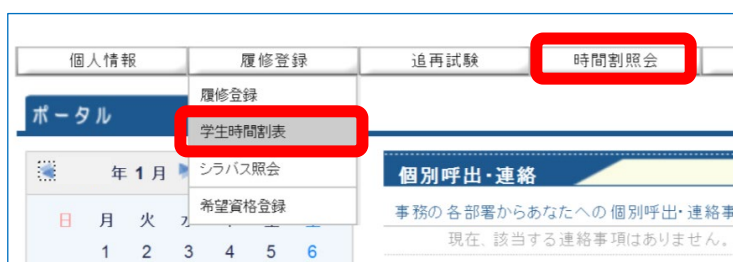 個人情報 履修登録 追再試験 時間割照会
履修登録
ポータル
学生時間割表
年 1 月 シラバス照会
個別呼出・連絡
希望資格登録
事務の各部署からあなたへの個別呼出・連絡事
日 月 火
現在、該当する連絡事項はありません。
1 2 3 4 5 6